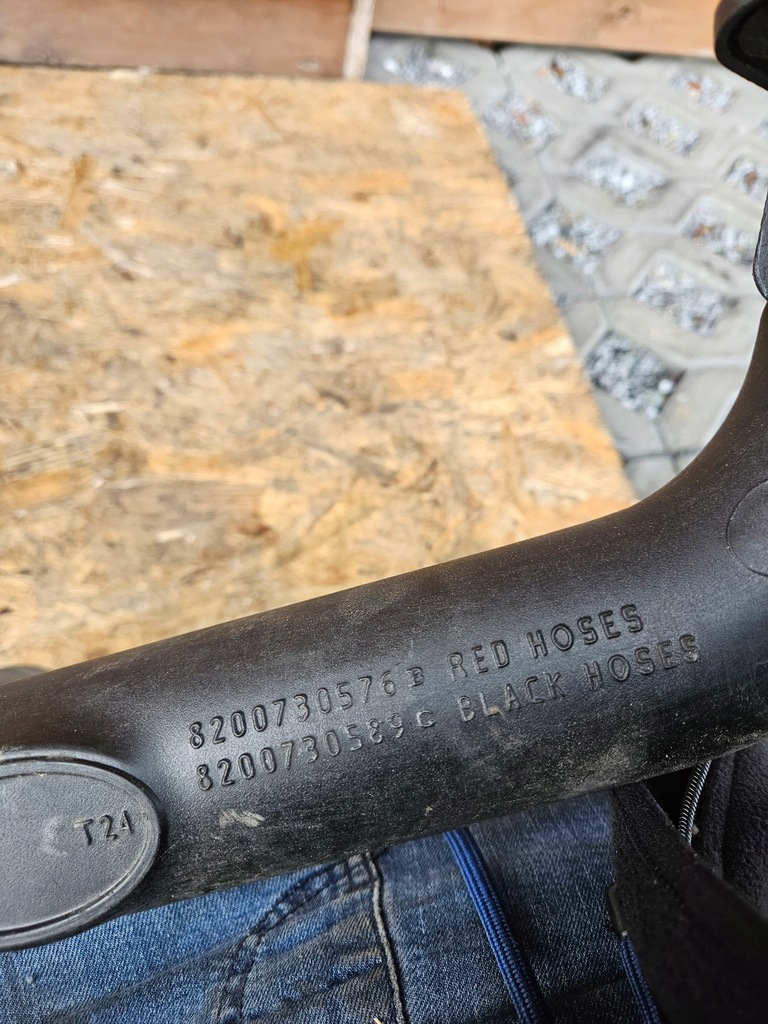 8200730576 B RED HOSES
8200730589 C BLACK HOSES
T24